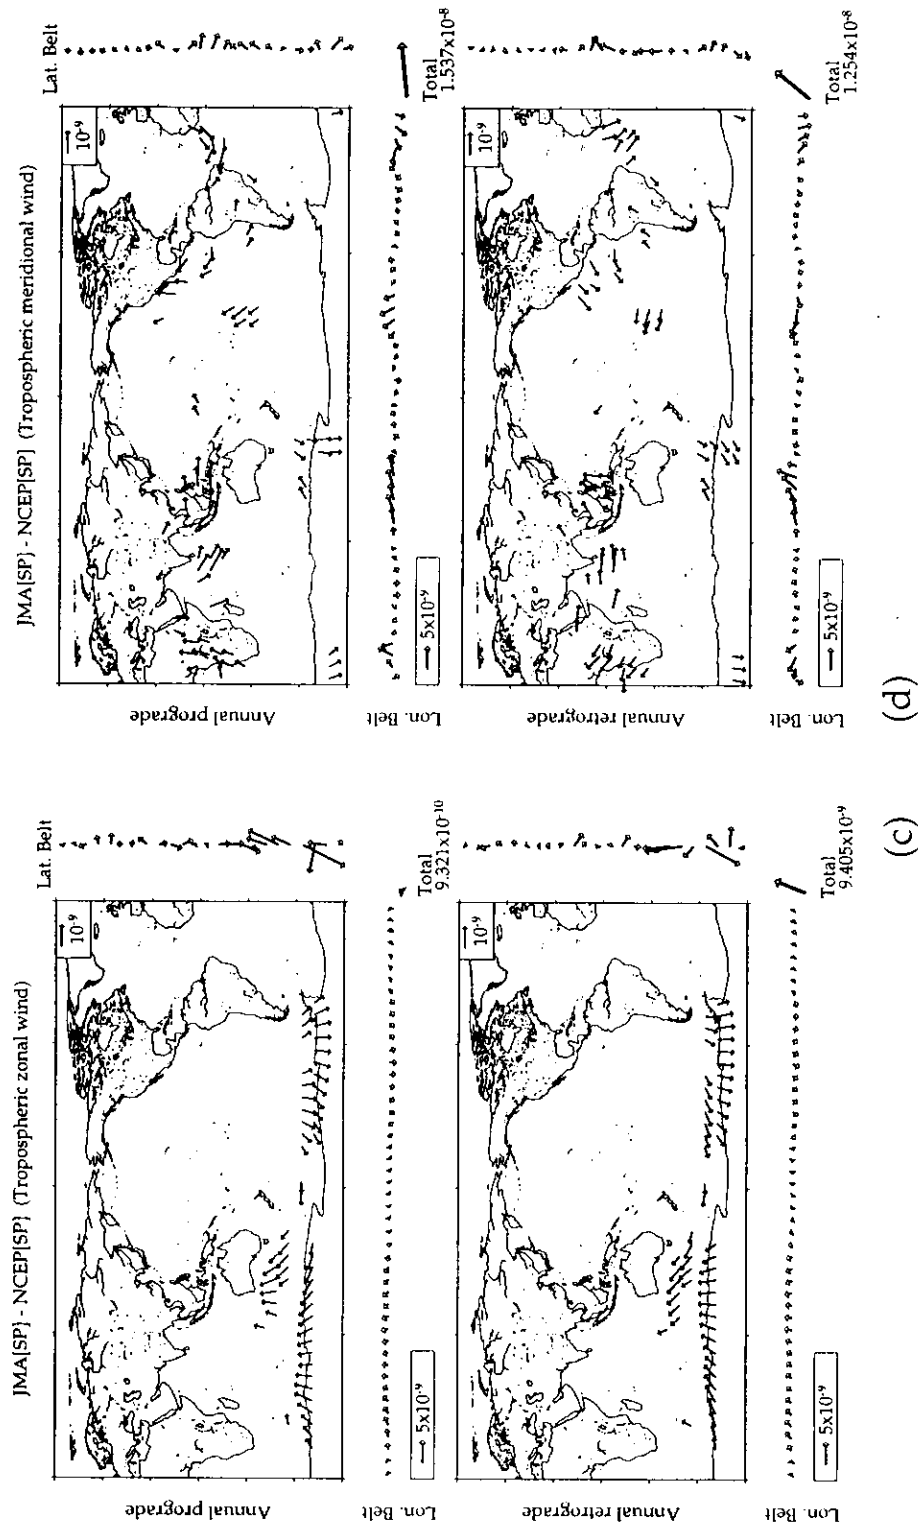 JMA{SP} - NCEP{SP} (Tropospheric zonal wind)
Lat. Belt
Annual prograde
10⁻⁹
Lon. Belt
5x10⁻⁹
Total
9.321x10⁻¹⁰
Annual retrograde
10⁻⁹
Lon. Belt
5x10⁻⁹
Total
9.405x10⁻⁹
(c)
JMA{SP} - NCEP{SP} (Tropospheric meridional wind)
Lat. Belt
Annual prograde
10⁻⁹
Lon. Belt
5x10⁻⁹
Total
1.537x10⁻⁸
Annual retrograde
10⁻⁹
Lon. Belt
5x10⁻⁹
Total
1.254x10⁻⁸
(d)